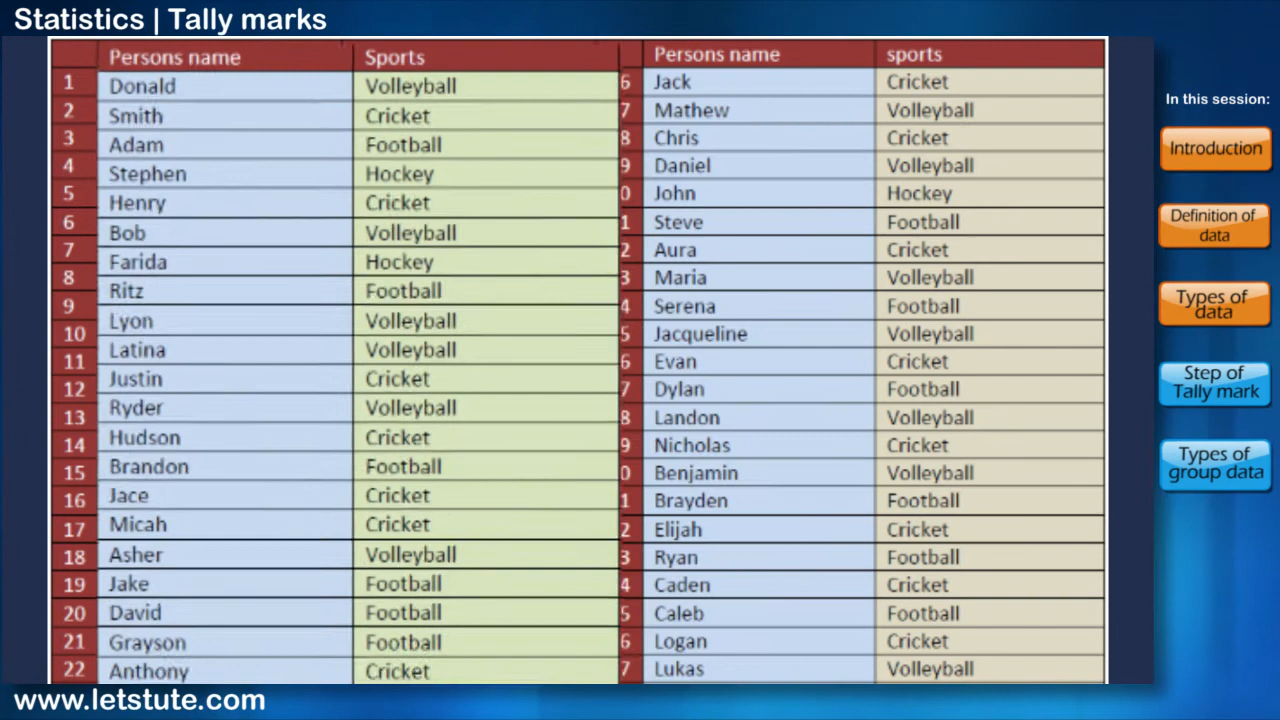 Statistics | Tally marks
Persons name Sports
1 Donald Volleyball
2 Smith Cricket
3 Adam Football
4 Stephen Hockey
5 Henry Cricket
6 Bob Volleyball
7 Farida Hockey
8 Ritz Football
9 Lyon Volleyball
10 Latina Volleyball
11 Justin Cricket
12 Ryder Volleyball
13 Hudson Cricket
14 Brandon Football
15 Jace Cricket
16 Micah Cricket
17 Asher Volleyball
18 Jake Football
19 David Football
20 Grayson Football
21 Anthony Cricket
22
Persons name sports
6 Jack Cricket
7 Mathew Volleyball
8 Chris Cricket
9 Daniel Volleyball
0 John Hockey
1 Steve Football
2 Aura Cricket
3 Maria Volleyball
4 Serena Football
5 Jacqueline Volleyball
6 Evan Cricket
7 Dylan Football
8 Landon Volleyball
9 Nicholas Cricket
0 Benjamin Volleyball
1 Brayden Football
2 Elijah Cricket
3 Ryan Football
4 Caden Cricket
5 Caleb Football
6 Logan Cricket
7 Lukas Volleyball
In this session:
Introduction
Definition of
data
Types of
data
Step of
Tally mark
Types of
group data
www.letstute.com